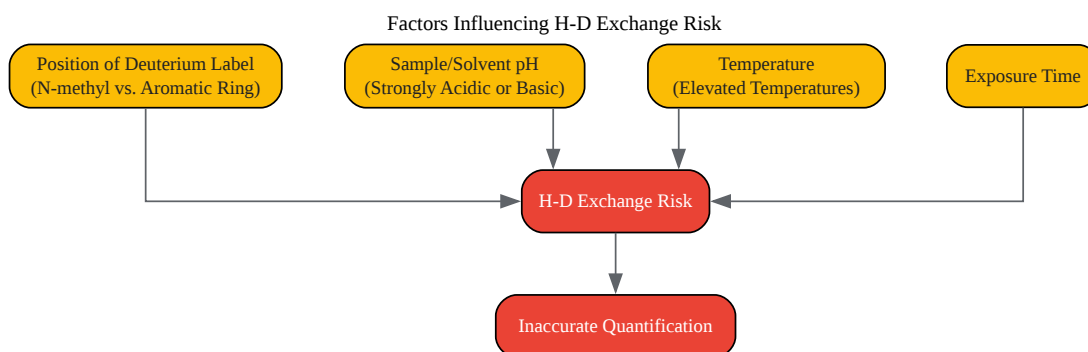 Factors Influencing H-D Exchange Risk
Position of Deuterium Label
(N-methyl vs. Aromatic Ring)
Sample/Solvent pH
(Strongly Acidic or Basic)
Temperature
(Elevated Temperatures)
Exposure Time
H-D Exchange Risk
Inaccurate Quantification